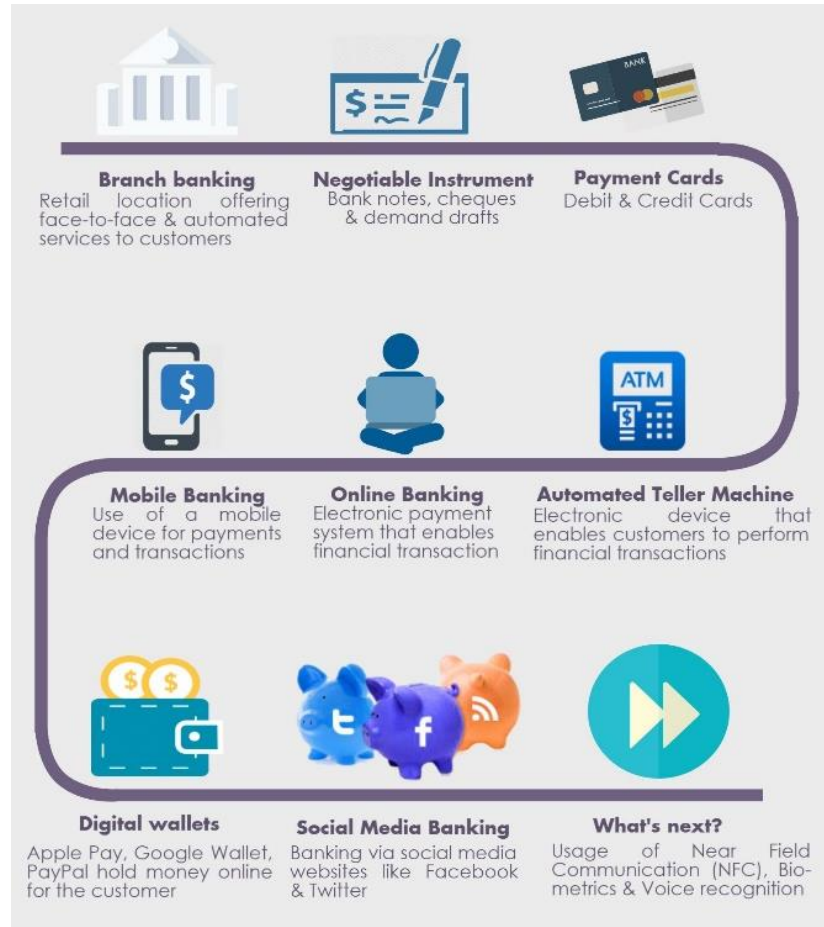 BANK
$
Branch banking
Retail location offering
face-to-face & automated
services to customers
Negotiable Instrument
Bank notes, cheques
& demand drafts
Payment Cards
Debit & Credit Cards
$
ATM
$
Mobile Banking
Use of a mobile
device for payments
and transactions
Online Banking
Electronic payment
system that enables
financial transaction
Automated Teller Machine
Electronic device that
enables customers to perform
financial transactions
$ $
t
f
Digital wallets
Apple Pay, Google Wallet,
PayPal hold money online
for the customer
Social Media Banking
Banking via social media
websites like Facebook
& Twitter
What's next?
Usage of Near Field
Communication (NFC), Bio-
metrics & Voice recognition